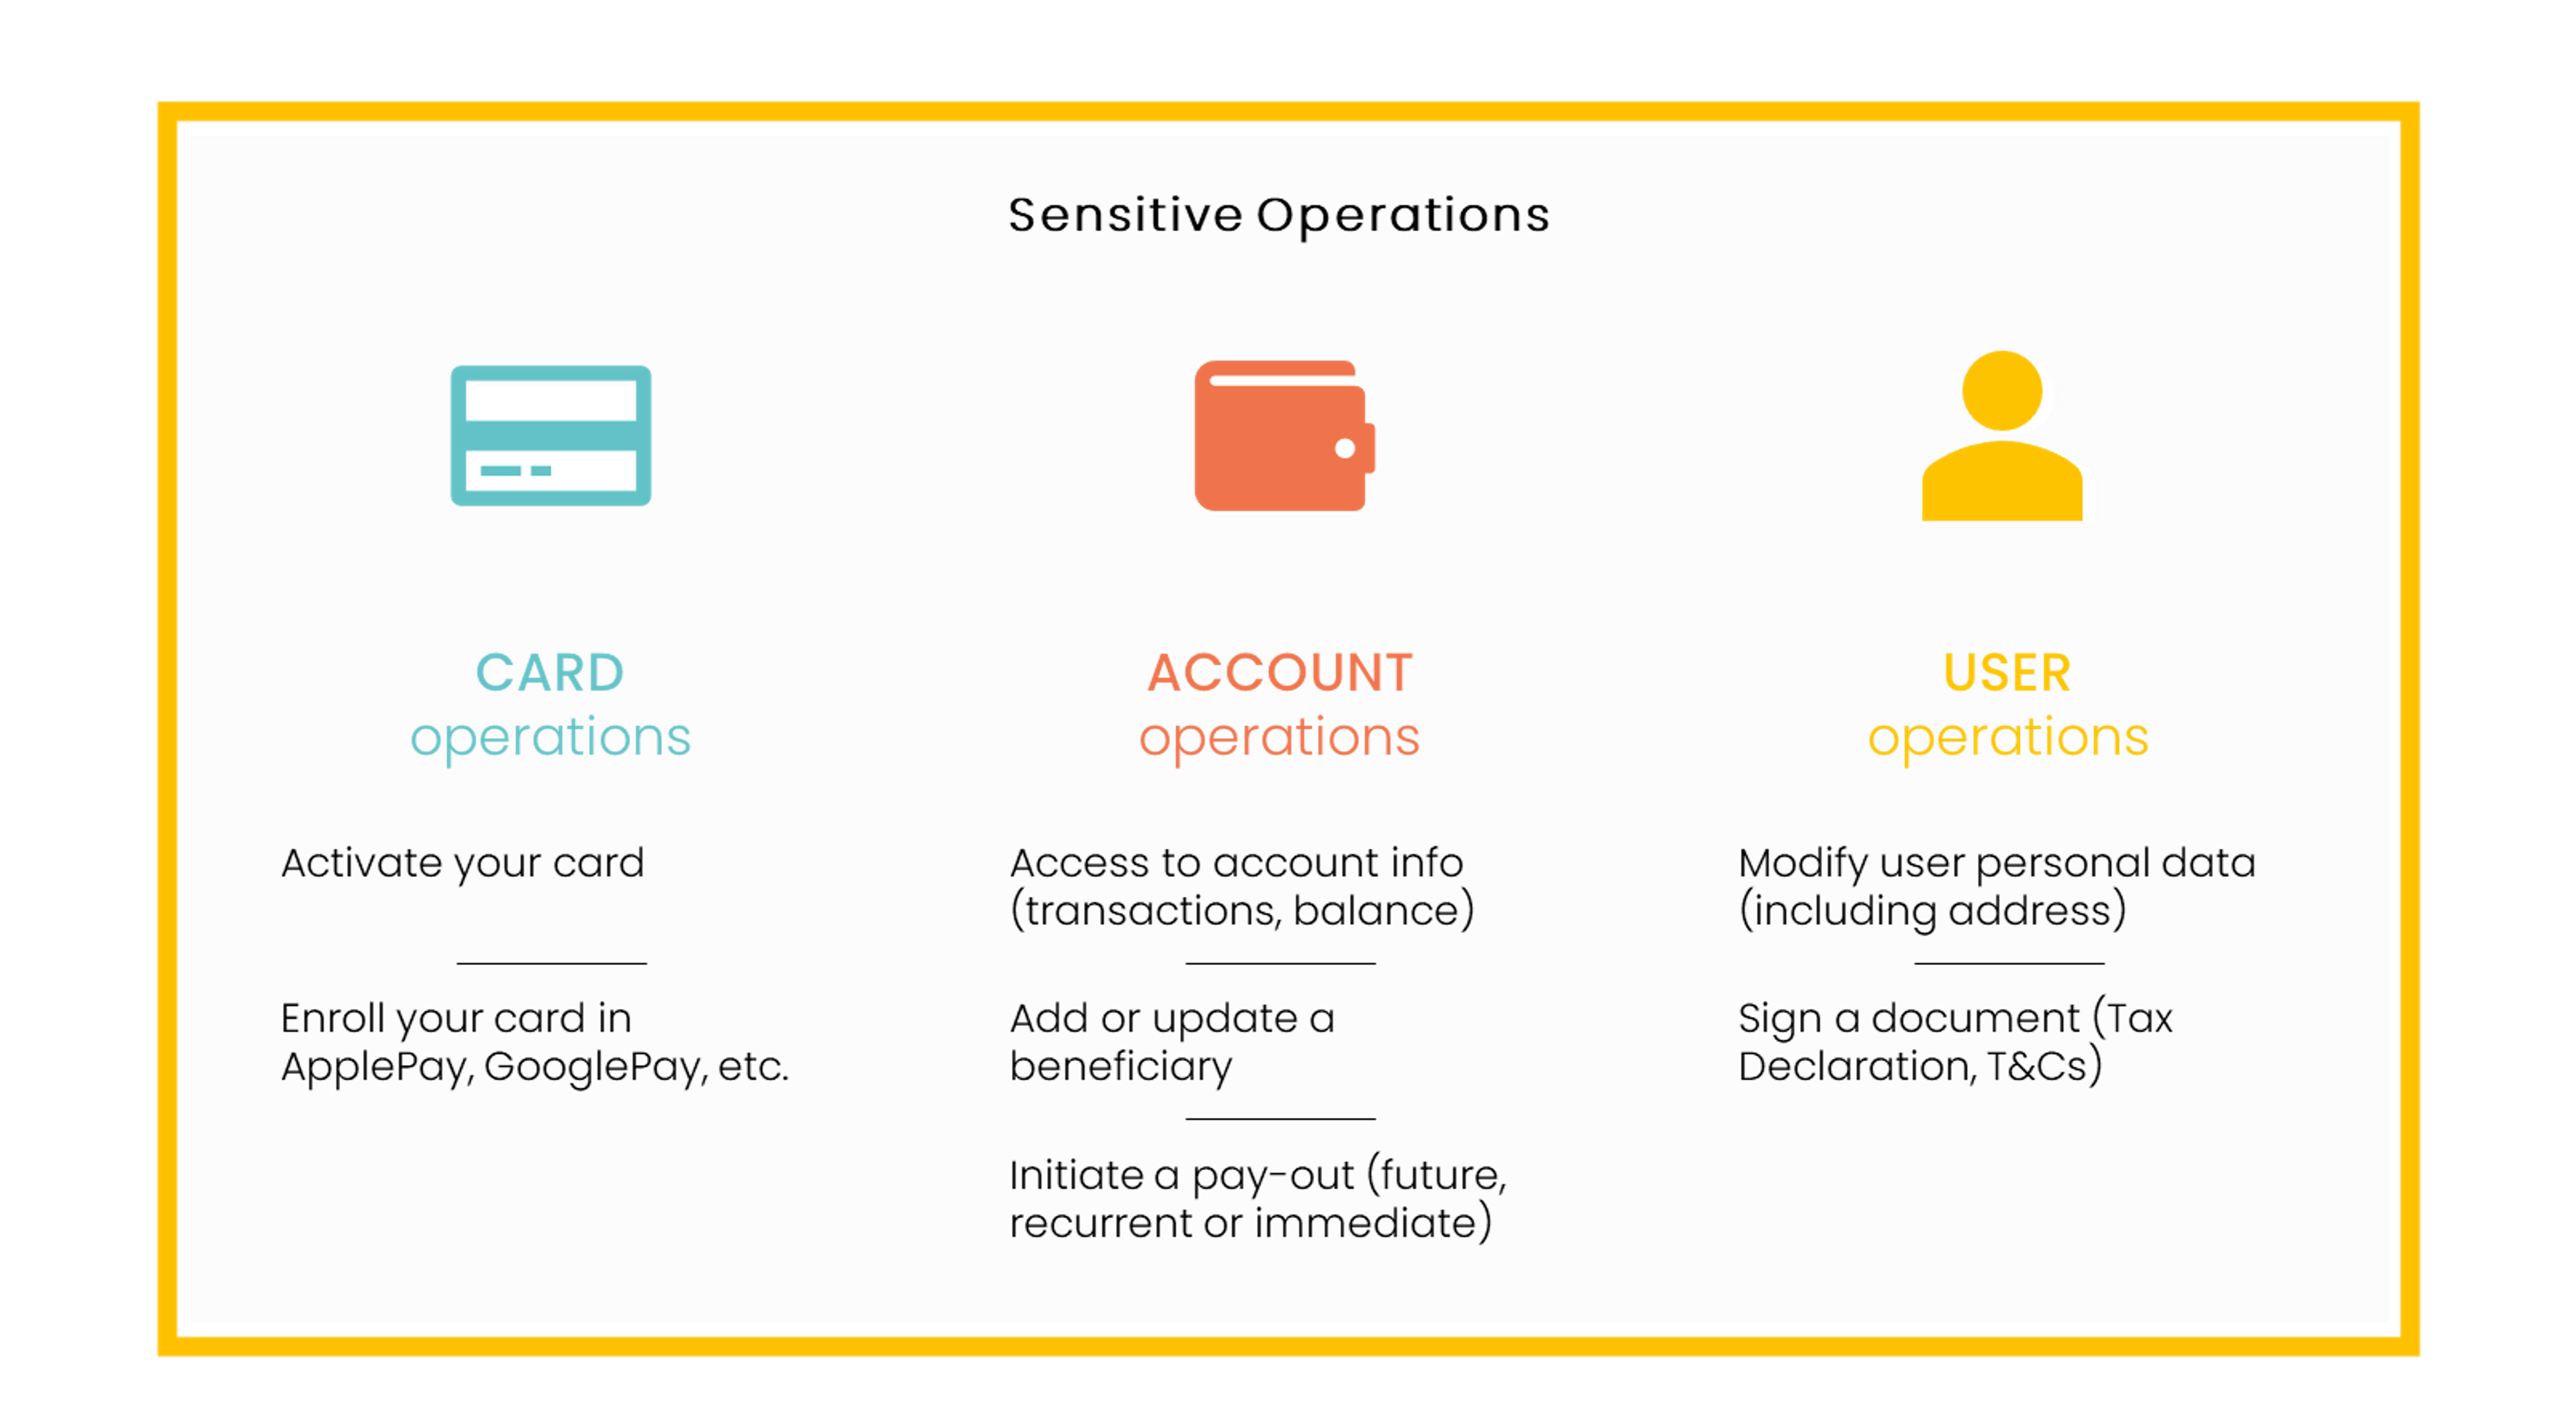 Sensitive Operations
CARD
operations
Activate your card
Enroll your card in
ApplePay, GooglePay, etc.
ACCOUNT
operations
Access to account info
(transactions, balance)
Add or update a
beneficiary
Initiate a pay-out (future,
recurrent or immediate)
USER
operations
Modify user personal data
(including address)
Sign a document (Tax
Declaration, T&Cs)